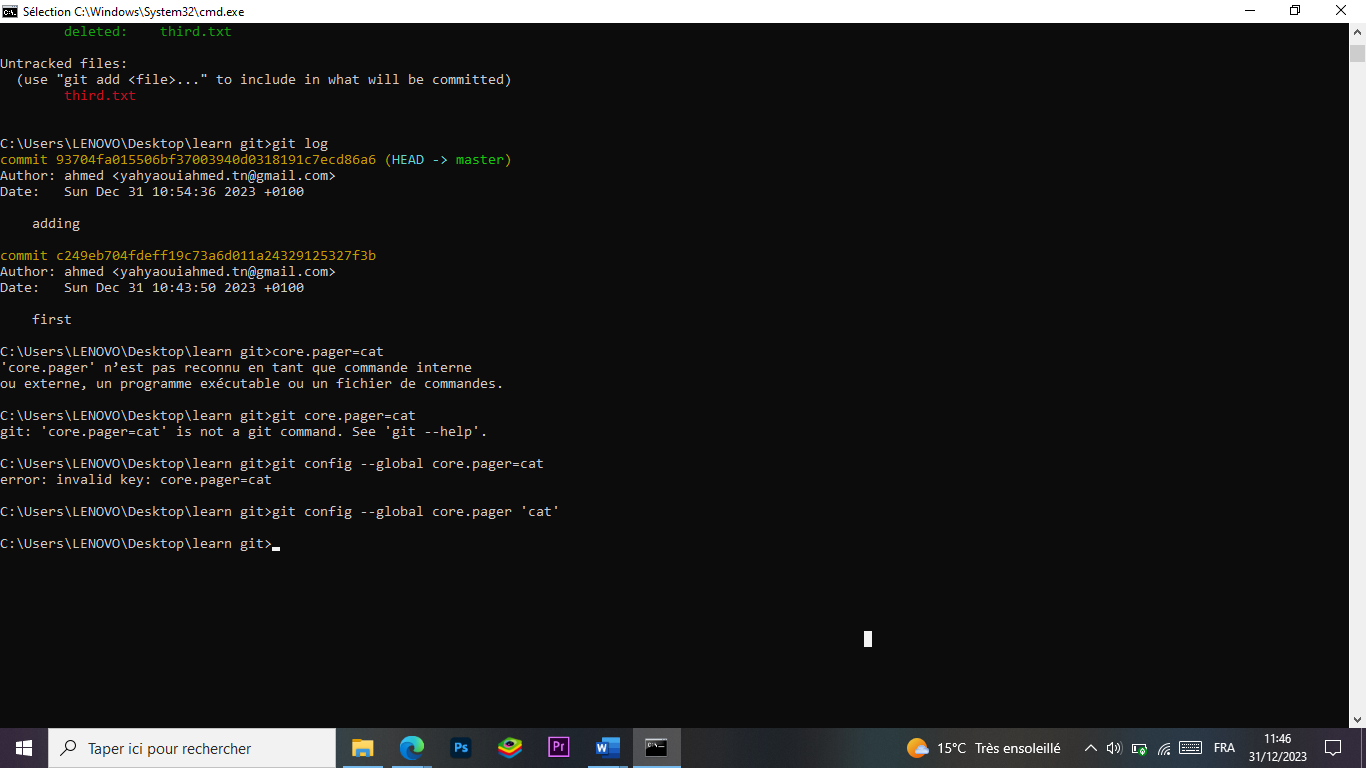 Sélection C:\Windows\System32\cmd.exe
deleted:    third.txt
Untracked files:
(use "git add <file>..." to include in what will be committed)
third.txt
C:\Users\LENOVO\Desktop\learn git>git log
commit 93704fa015506bf37003940d0318191c7ecd86a6 (HEAD -> master)
Author: ahmed <yahyaouiahmed.tn@gmail.com>
Date:   Sun Dec 31 10:54:36 2023 +0100
adding
commit c249eb704fdeff19c73a6d011a24329125327f3b
Author: ahmed <yahyaouiahmed.tn@gmail.com>
Date:   Sun Dec 31 10:43:50 2023 +0100
first
C:\Users\LENOVO\Desktop\learn git>core.pager=cat
'core.pager' n’est pas reconnu en tant que commande interne
ou externe, un programme exécutable ou un fichier de commandes.
C:\Users\LENOVO\Desktop\learn git>git core.pager=cat
git: 'core.pager=cat' is not a git command. See 'git --help'.
C:\Users\LENOVO\Desktop\learn git>git config --global core.pager=cat
error: invalid key: core.pager=cat
C:\Users\LENOVO\Desktop\learn git>git config --global core.pager 'cat'
C:\Users\LENOVO\Desktop\learn git>
Taper ici pour rechercher
Ps
Pr
W
15°C Très ensoleillé
FRA
11:46
31/12/2023